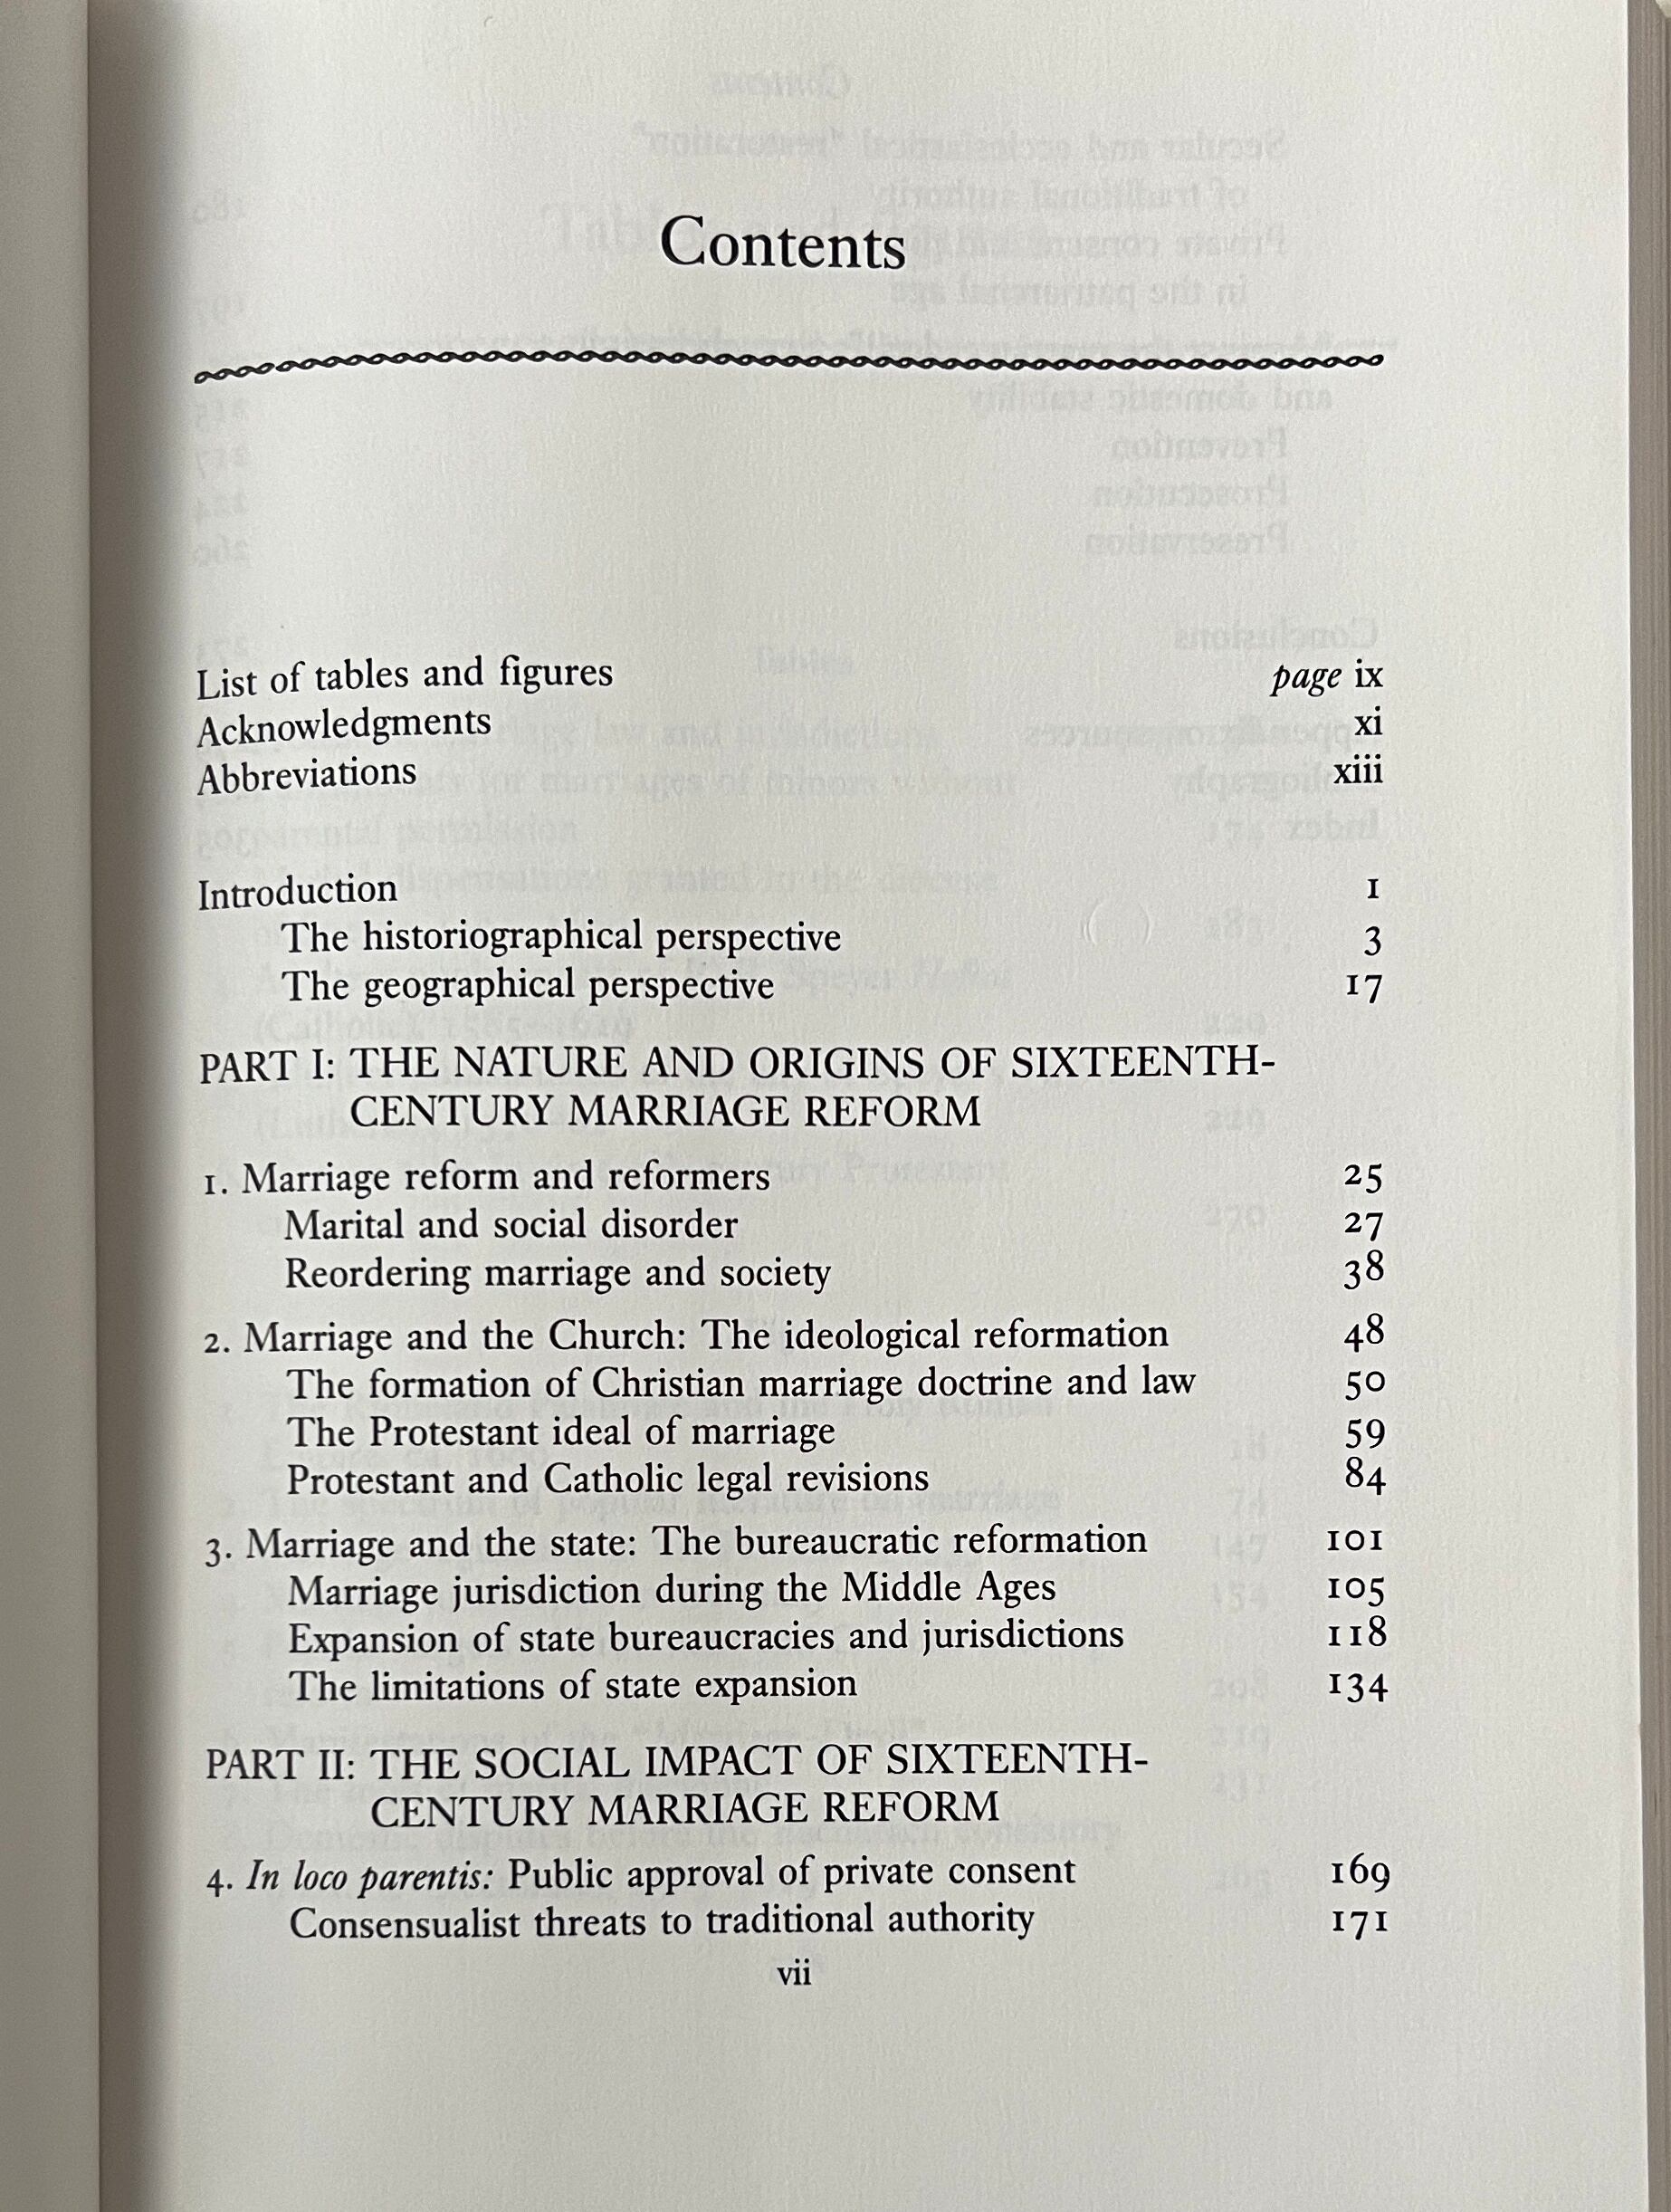 Contents
List of tables and figures page ix
Acknowledgments xi
Abbreviations xiii
Introduction 1
The historiographical perspective 3
The geographical perspective 17
PART I: THE NATURE AND ORIGINS OF SIXTEENTH-
CENTURY MARRIAGE REFORM
1. Marriage reform and reformers 25
Marital and social disorder 27
Reordering marriage and society 38
2. Marriage and the Church: The ideological reformation 48
The formation of Christian marriage doctrine and law 50
The Protestant ideal of marriage 59
Protestant and Catholic legal revisions 84
3. Marriage and the state: The bureaucratic reformation 101
Marriage jurisdiction during the Middle Ages 105
Expansion of state bureaucracies and jurisdictions 118
The limitations of state expansion 134
PART II: THE SOCIAL IMPACT OF SIXTEENTH-
CENTURY MARRIAGE REFORM
4. In loco parentis: Public approval of private consent 169
Consensualist threats to traditional authority 171
vii